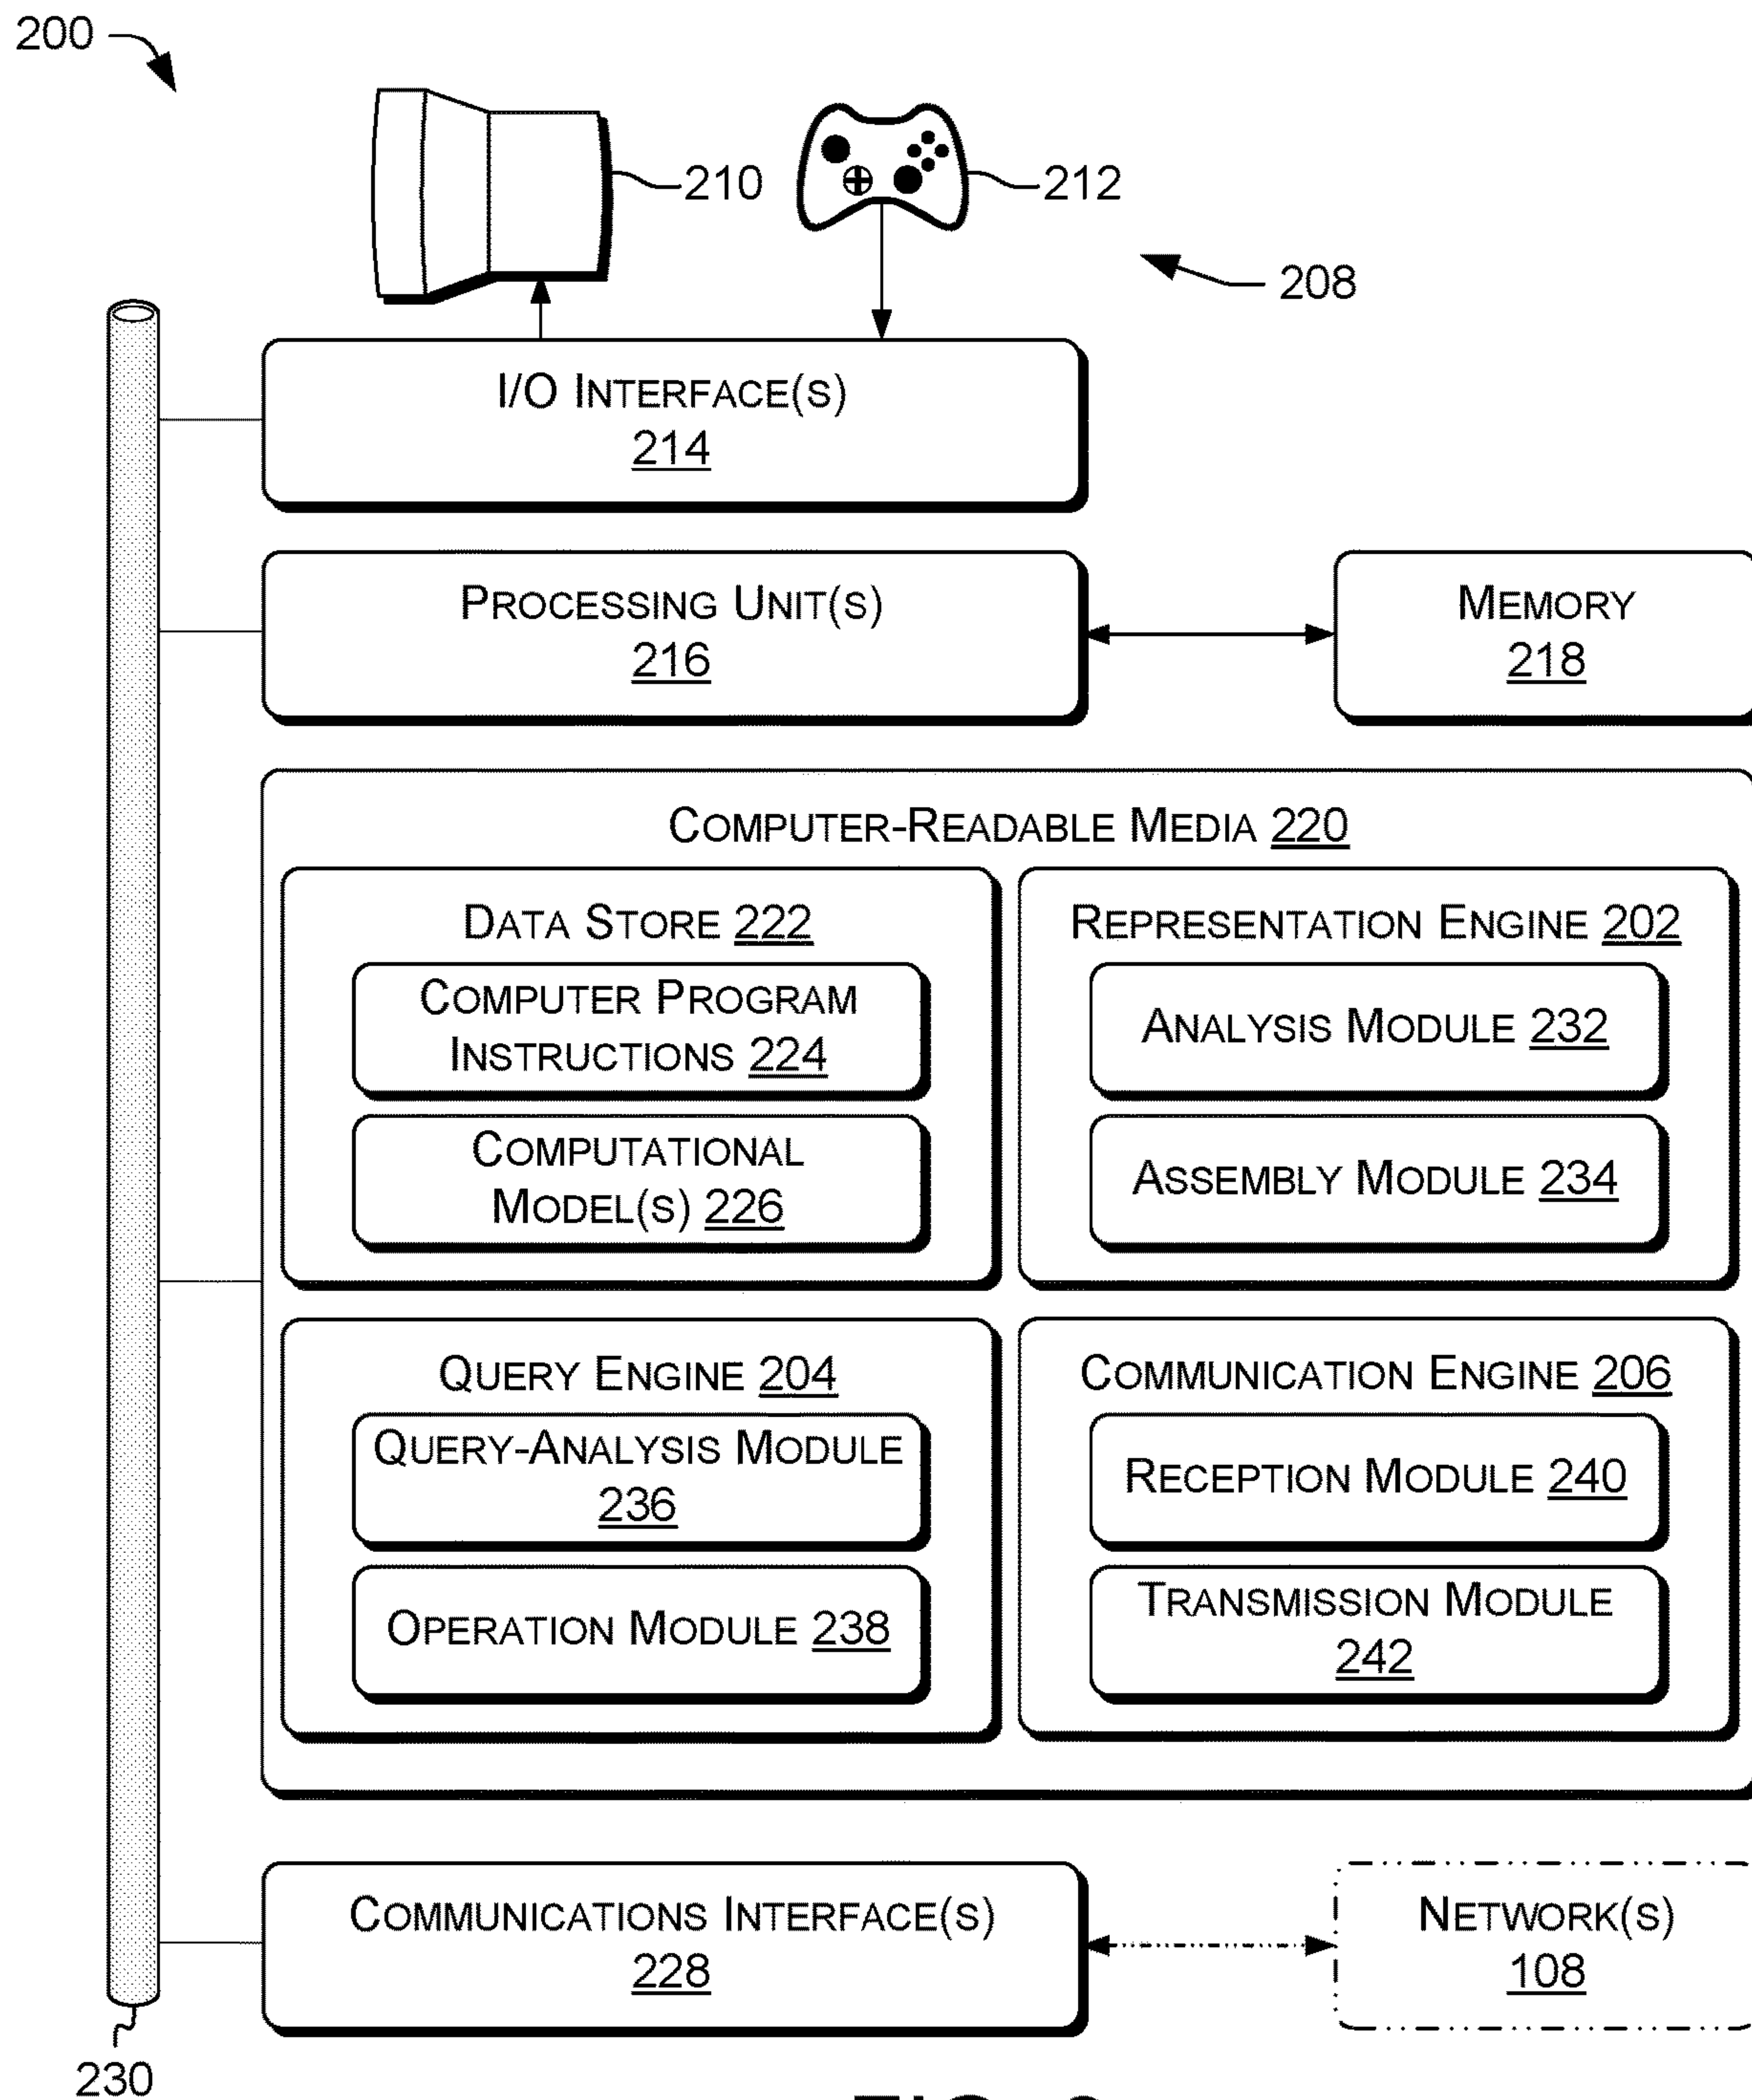 200
210
212
208
I/O INTERFACE(S)
214
PROCESSING UNIT(S)
216
MEMORY
218
COMPUTER-READABLE MEDIA 220
DATA STORE 222
COMPUTER PROGRAM
INSTRUCTIONS 224
COMPUTATIONAL
MODEL(S) 226
REPRESENTATION ENGINE 202
ANALYSIS MODULE 232
ASSEMBLY MODULE 234
QUERY ENGINE 204
QUERY-ANALYSIS MODULE
236
OPERATION MODULE 238
COMMUNICATION ENGINE 206
RECEPTION MODULE 240
TRANSMISSION MODULE
242
COMMUNICATIONS INTERFACE(S)
228
NETWORK(S)
108
230